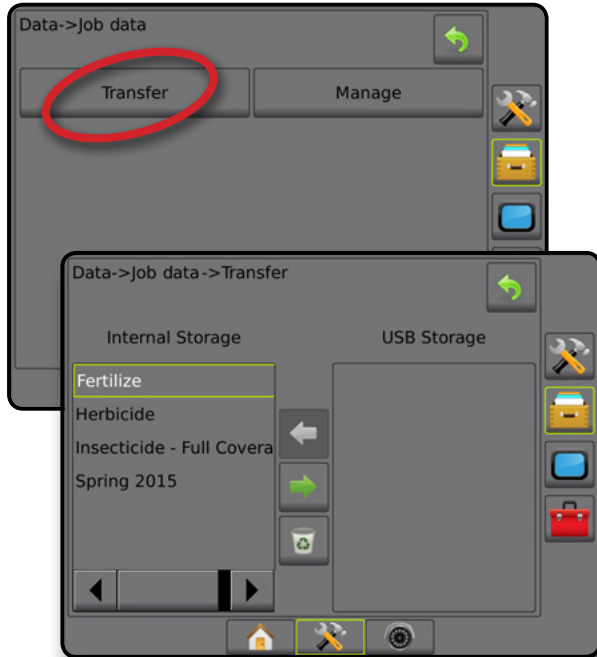 Data->Job data
Transfer
Manage
Data->Job data->Transfer
Internal Storage
USB Storage
Fertilize
Herbicide
Insecticide - Full Covera
Spring 2015